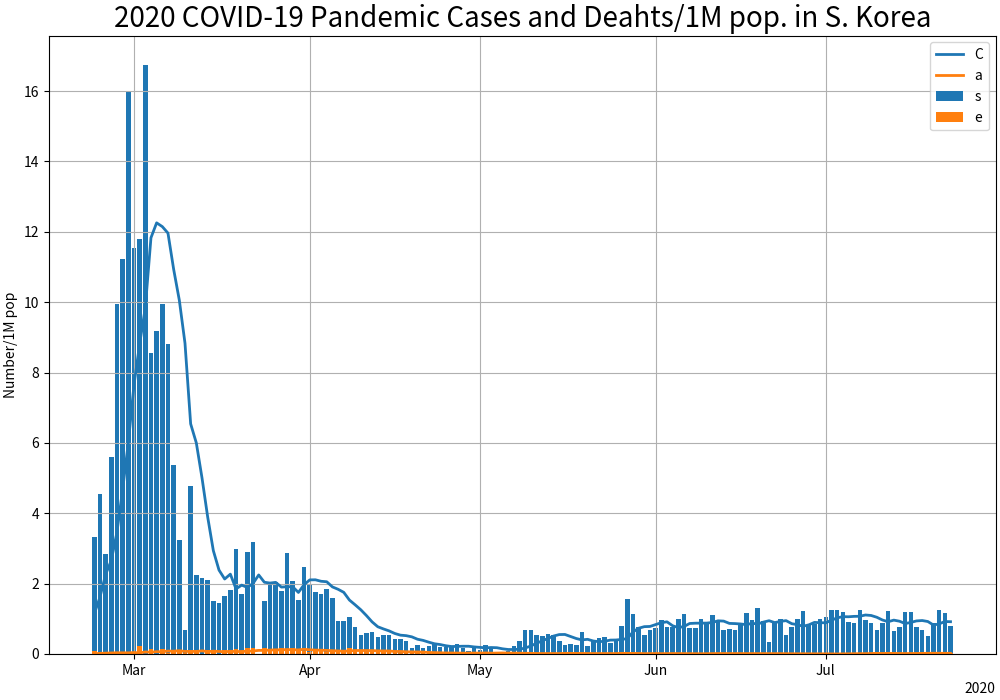 2020 COVID-19 Pandemic Cases and Deahts/1M pop. in S. Korea
C
a
s
e
16
14
12
10
8
6
4
2
0
Number/1M pop
Mar
Apr
May
Jun
Jul
2020